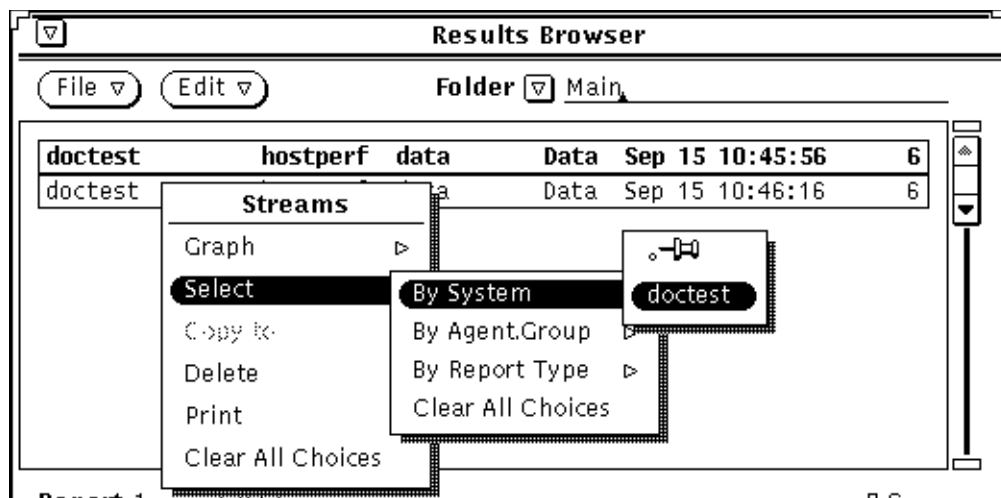 Results Browser
File Edit Folder Main
doctest hostperf data Data Sep 15 10:45:56 6
doctest Data Sep 15 10:46:16 6
Streams
Graph
Select By System doctest
Copy to By Agent.Group
Delete By Report Type
Print Clear All Choices
Clear All Choices